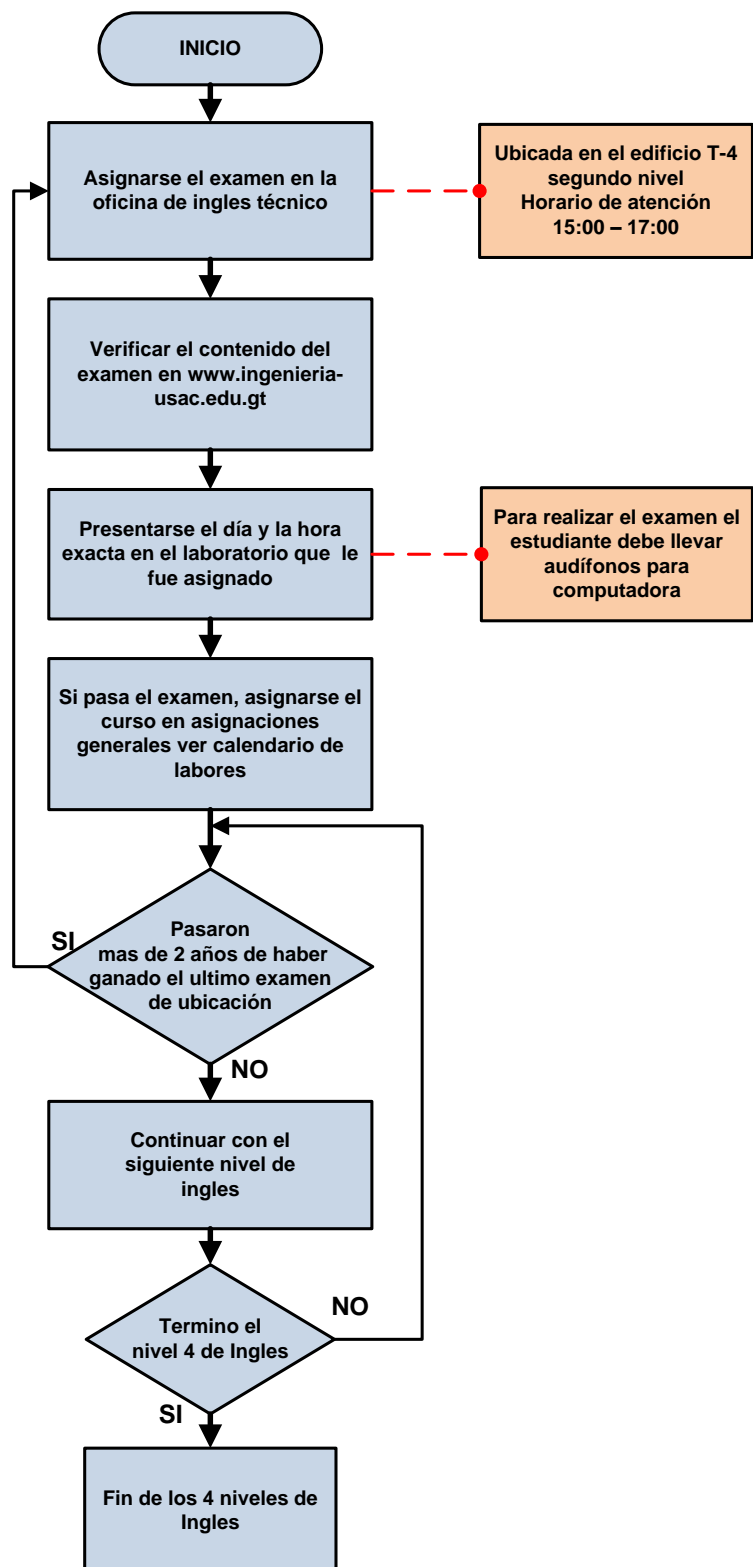 INICIO
Asignarse el examen en la
oficina de ingles técnico
Ubicada en el edificio T-4
segundo nivel
Horario de atención
15:00 – 17:00
Verificar el contenido del
examen en www.ingenieria-
usac.edu.gt
Presentarse el día y la hora
exacta en el laboratorio que le
fue asignado
Para realizar el examen el
estudiante debe llevar
audífonos para
computadora
Si pasa el examen, asignarse el
curso en asignaciones
generales ver calendario de
labores
SI
Pasaron
mas de 2 años de haber
ganado el ultimo examen
de ubicación
NO
Continuar con el
siguiente nivel de
ingles
NO
Termino el
nivel 4 de Ingles
SI
Fin de los 4 niveles de
Ingles